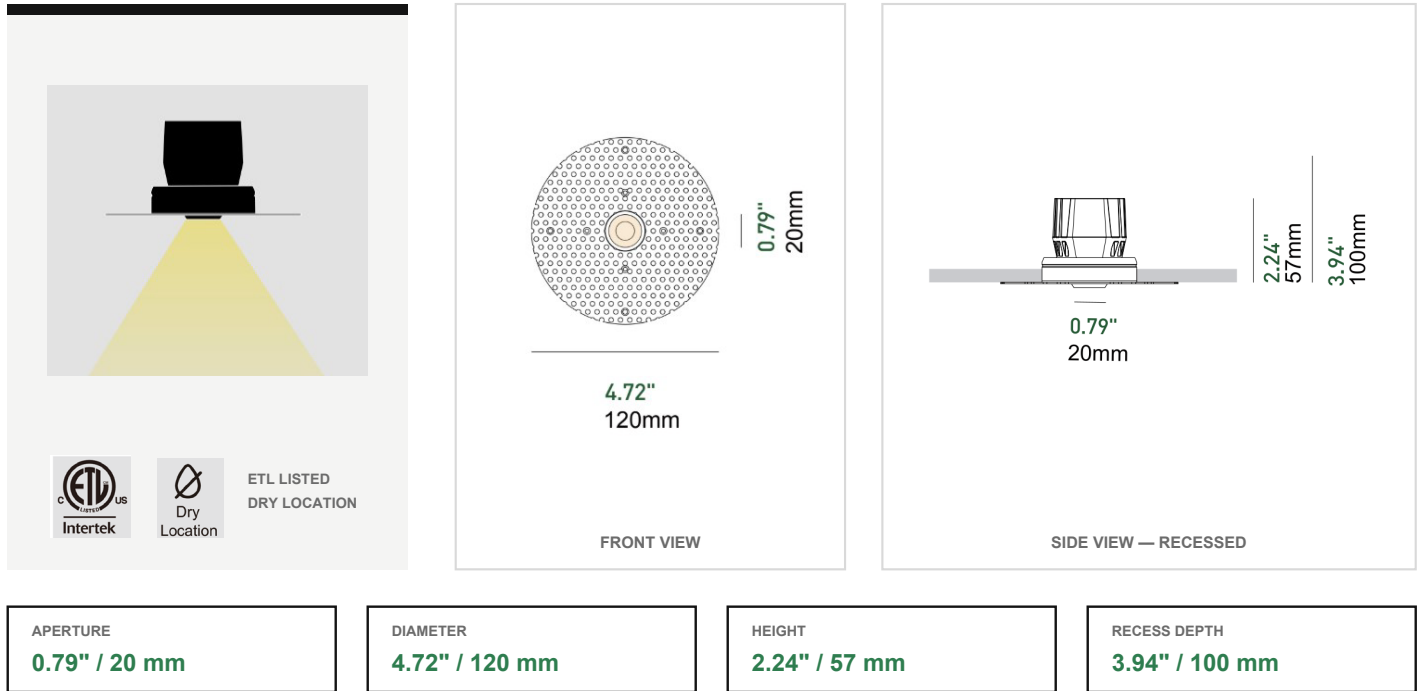 ETL
LISTED
C
US
Intertek
Dry
Location
ETL LISTED
DRY LOCATION
0.79"
20mm
4.72"
120mm
FRONT VIEW
2.24"
57mm
3.94"
100mm
0.79"
20mm
SIDE VIEW — RECESSED
APERTURE
0.79" / 20 mm
DIAMETER
4.72" / 120 mm
HEIGHT
2.24" / 57 mm
RECESS DEPTH
3.94" / 100 mm